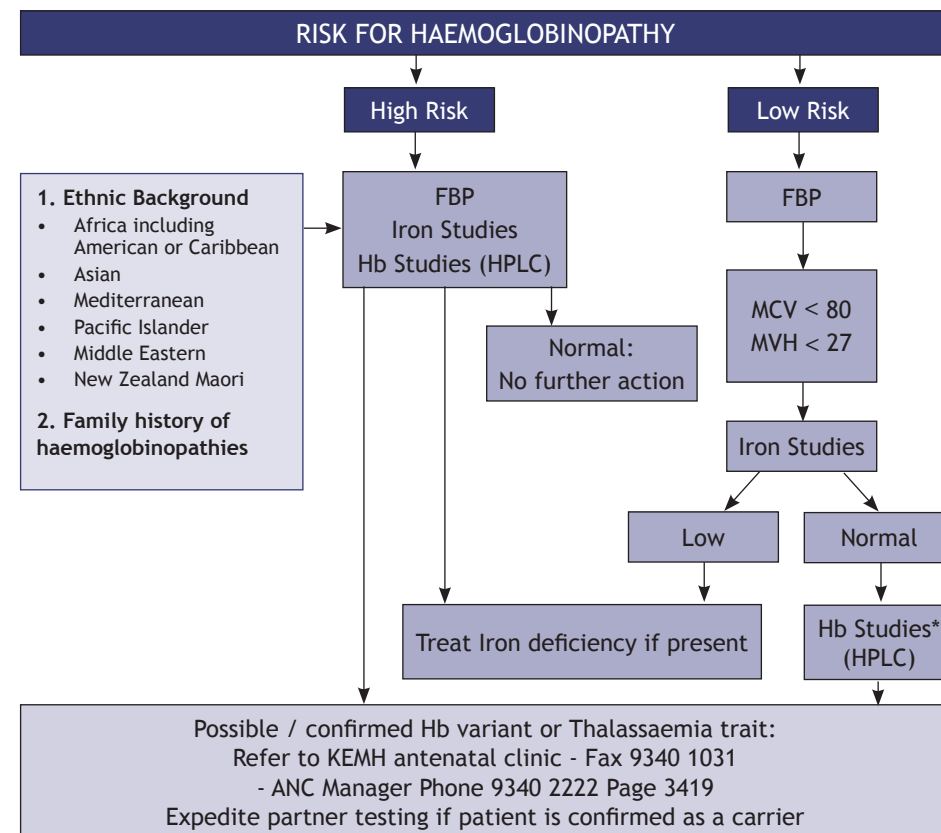 RISK FOR HAEMOGLOBINOPATHY
High Risk
Low Risk
1. Ethnic Background
• Africa including
American or Caribbean
• Asian
• Mediterranean
• Pacific Islander
• Middle Eastern
• New Zealand Maori
2. Family history of
haemoglobinopathies
FBP
Iron Studies
Hb Studies (HPLC)
FBP
Normal:
No further action
MCV < 80
MVH < 27
Iron Studies
Low
Normal
Treat Iron deficiency if present
Hb Studies*
(HPLC)
Possible / confirmed Hb variant or Thalassaemia trait:
Refer to KEMH antenatal clinic - Fax 9340 1031
- ANC Manager Phone 9340 2222 Page 3419
Expedite partner testing if patient is confirmed as a carrier